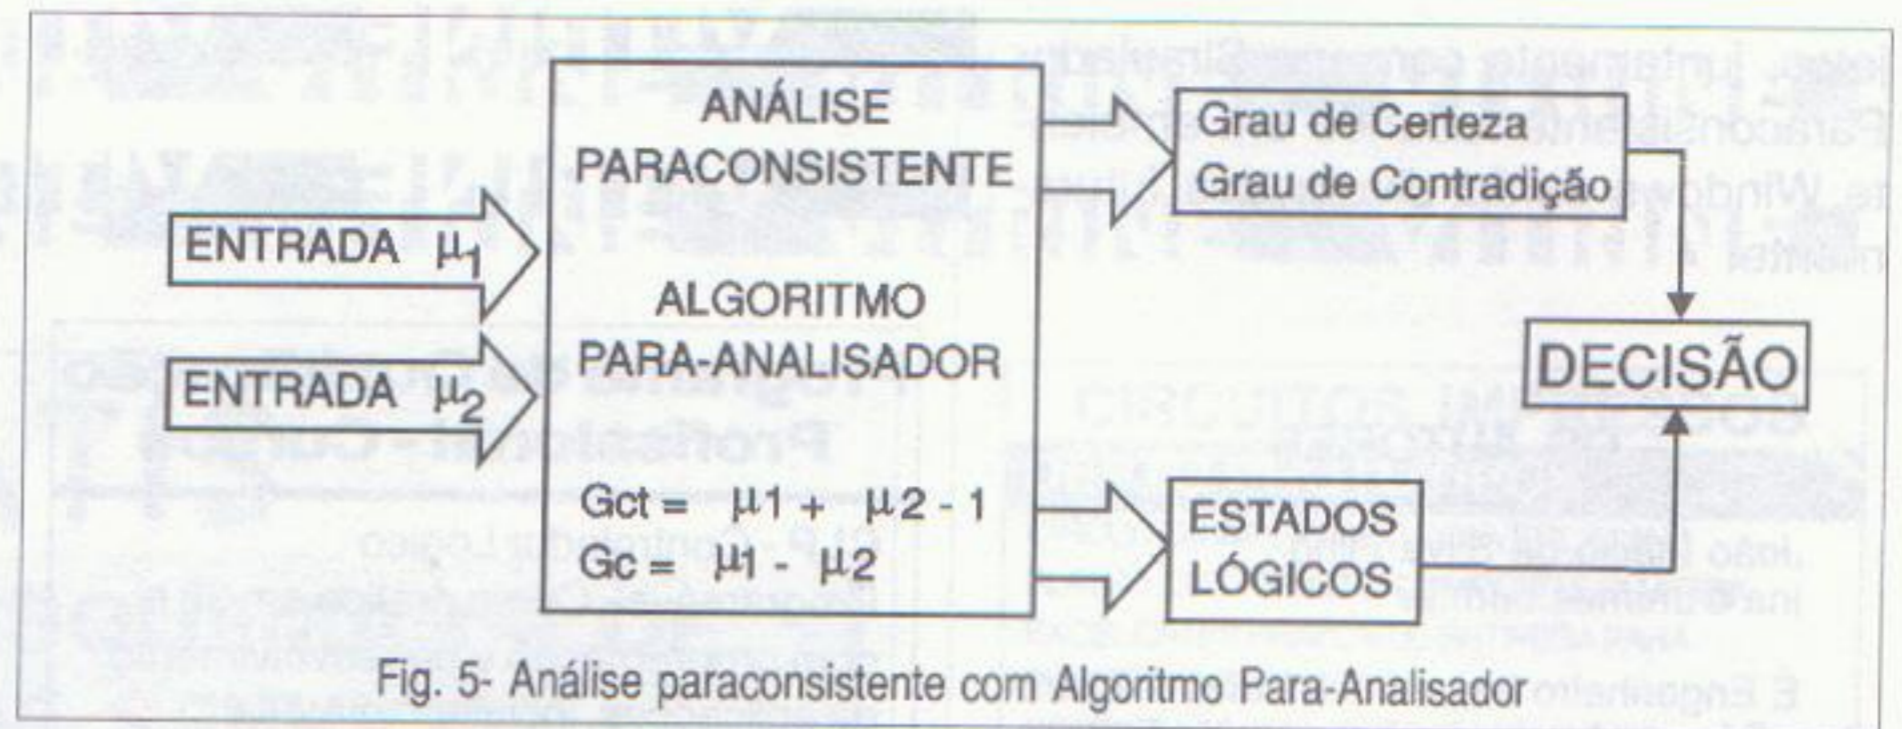 ANÁLISE
PARACONSISTENTE
ENTRADA µ1
ENTRADA µ2
ALGORITMO
PARA-ANALISADOR
Gct = µ1 + µ2 - 1
Gc = µ1 - µ2
Grau de Certeza
Grau de Contradição
DECISÃO
ESTADOS
LÓGICOS
Fig. 5- Análise paraconsistente com Algoritmo Para-Analisador